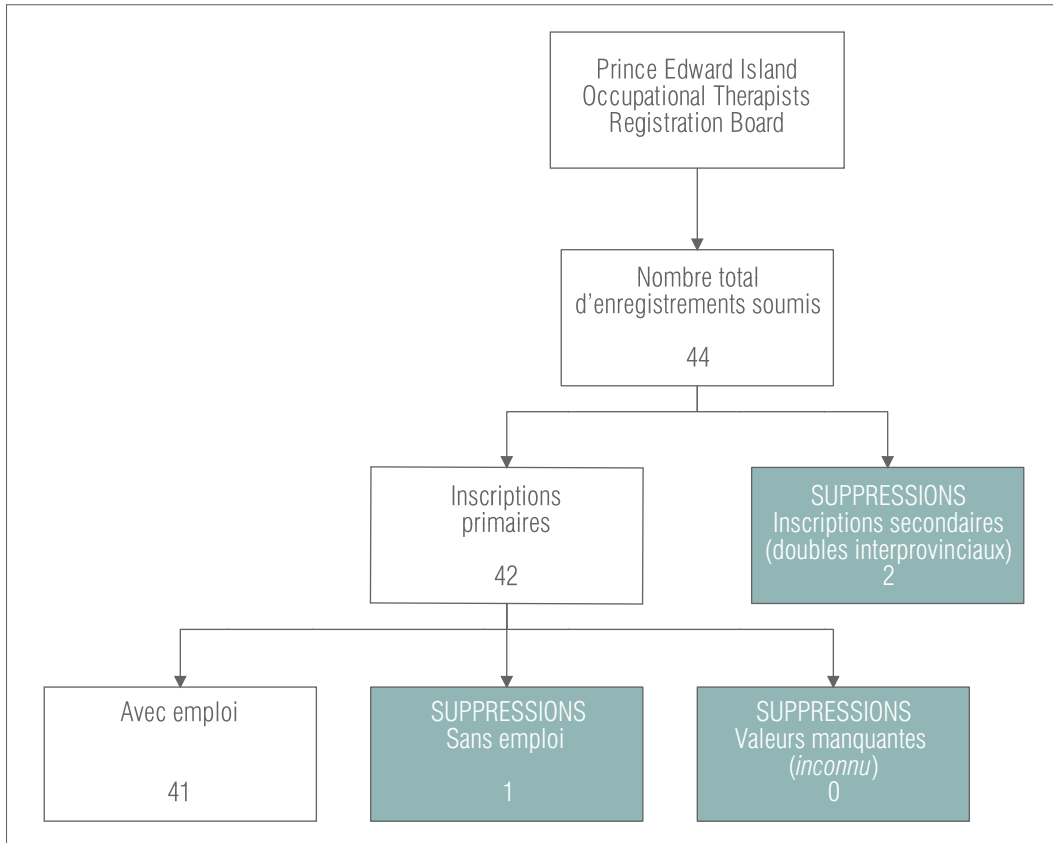 Prince Edward Island
Occupational Therapists
Registration Board
Nombre total
d'enregistrements soumis
44
Inscriptions
primaires
42
SUPPRESSIONS
Inscriptions secondaires
(doubles interprovinciaux)
2
Avec emploi
41
SUPPRESSIONS
Sans emploi
1
SUPPRESSIONS
Valeurs manquantes
(inconnu)
0